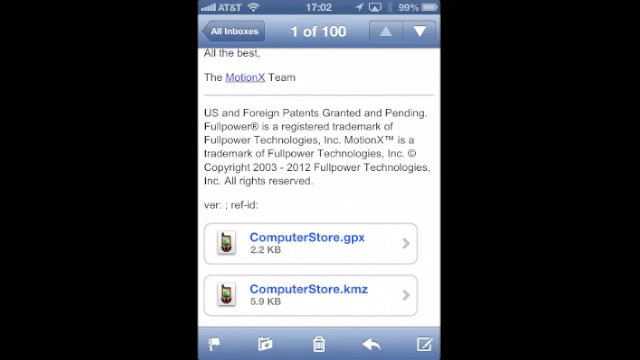 AT&T 17:02 99%
All Inboxes 1 of 100
All the best,
The MotionX Team
US and Foreign Patents Granted and Pending.
Fullpower® is a registered trademark of
Fullpower Technologies, Inc. MotionX™ is a
trademark of Fullpower Technologies, Inc. ©
Copyright 2003 - 2012 Fullpower Technologies,
Inc. All rights reserved.
ver: ; ref-id:
ComputerStore.gpx
2.2 KB
ComputerStore.kmz
5.9 KB